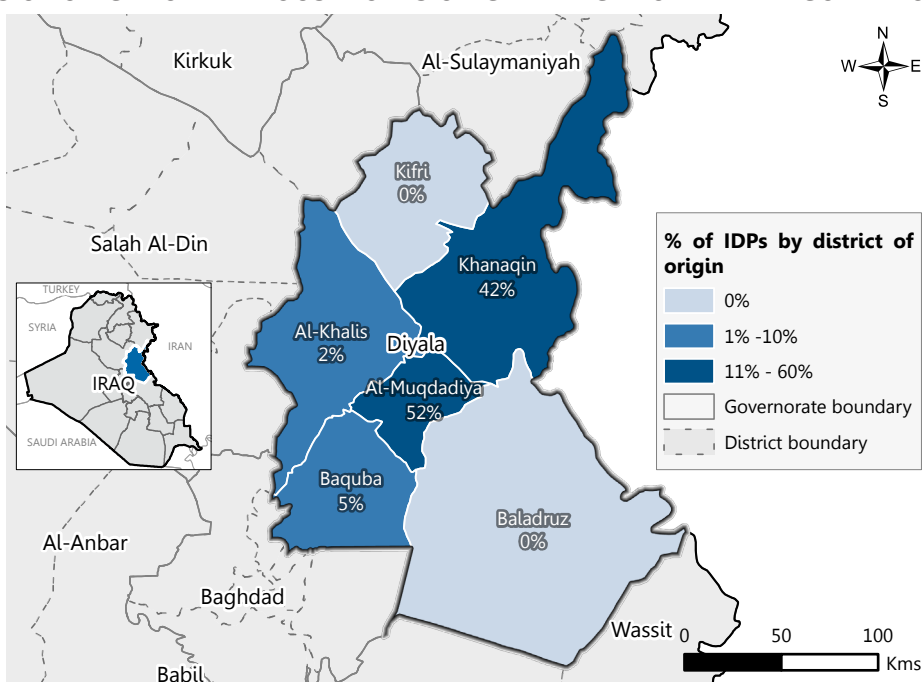 Kirkuk
Al-Sulaymaniyah
N
W
E
S
Kifri
0%
Salah Al-Din
Khanaqin
42%
% of IDPs by district of
origin
0%
1% -10%
11% - 60%
Governorate boundary
District boundary
TURKEY
SYRIA
IRAN
IRAQ
SAUDI ARABIA
Al-Khalis
2%
Diyala
Al-Muqdadiya
52%
Baquba
5%
Baladruz
0%
Al-Anbar
Baghdad
Wassit
Babil
0
50
100
Kms